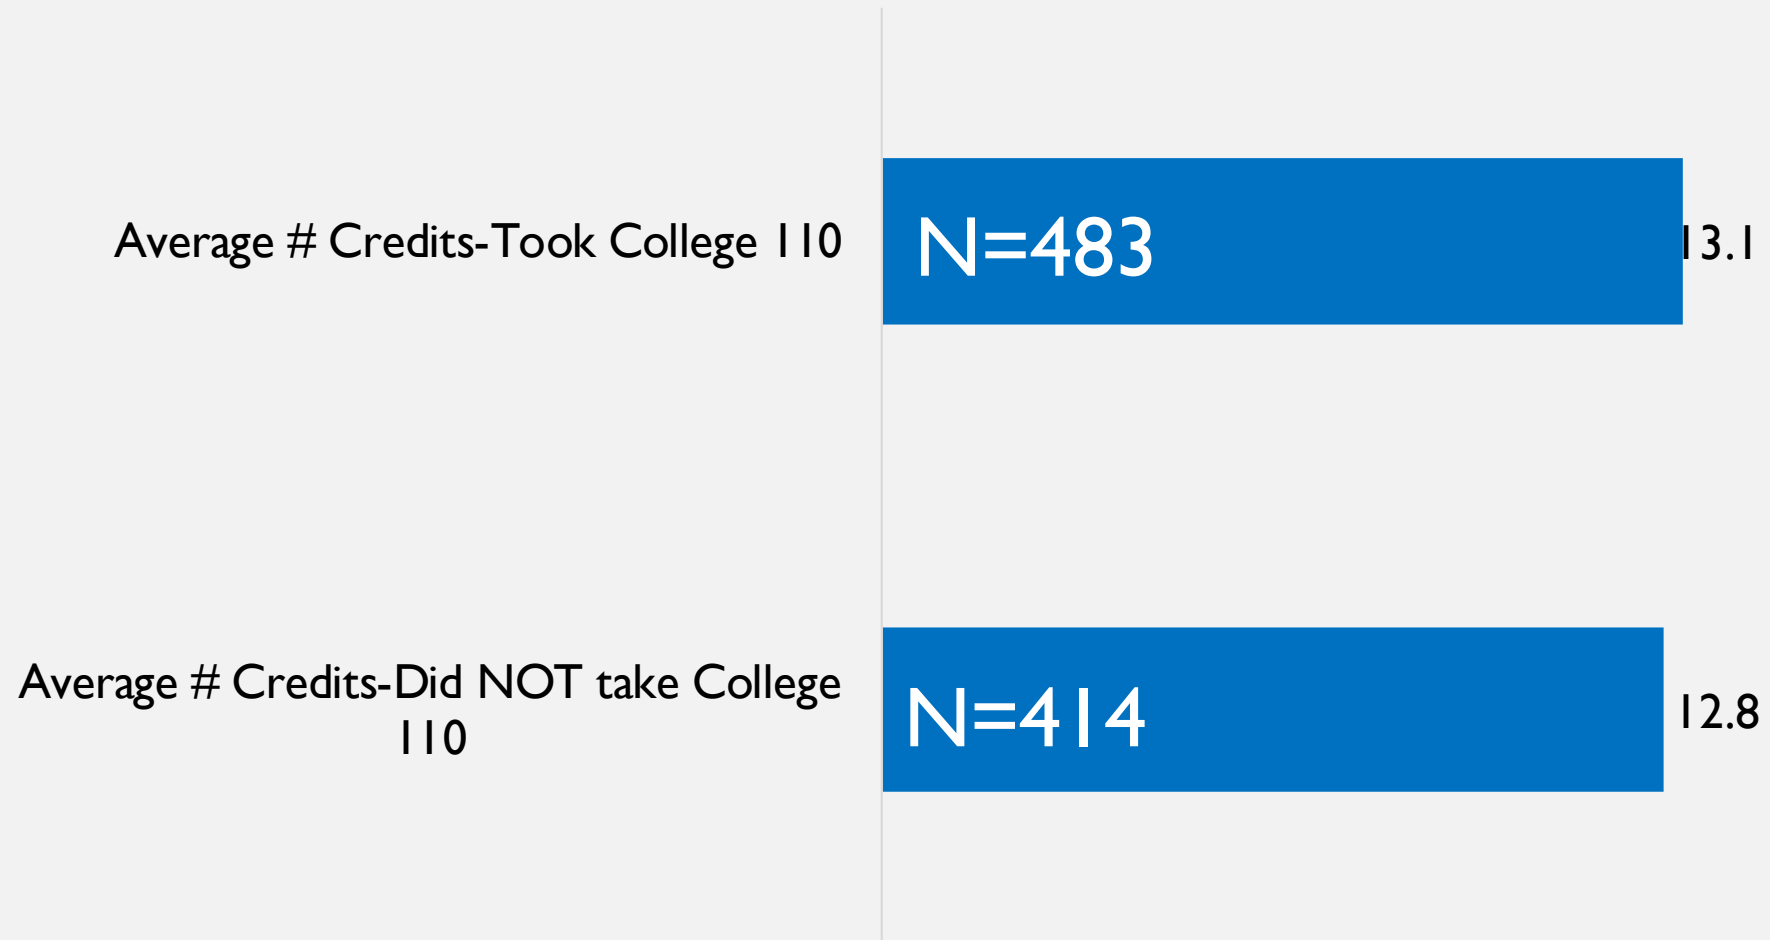 Average # Credits-Took College 110
N=483
13.1
Average # Credits-Did NOT take College
110
N=414
12.8